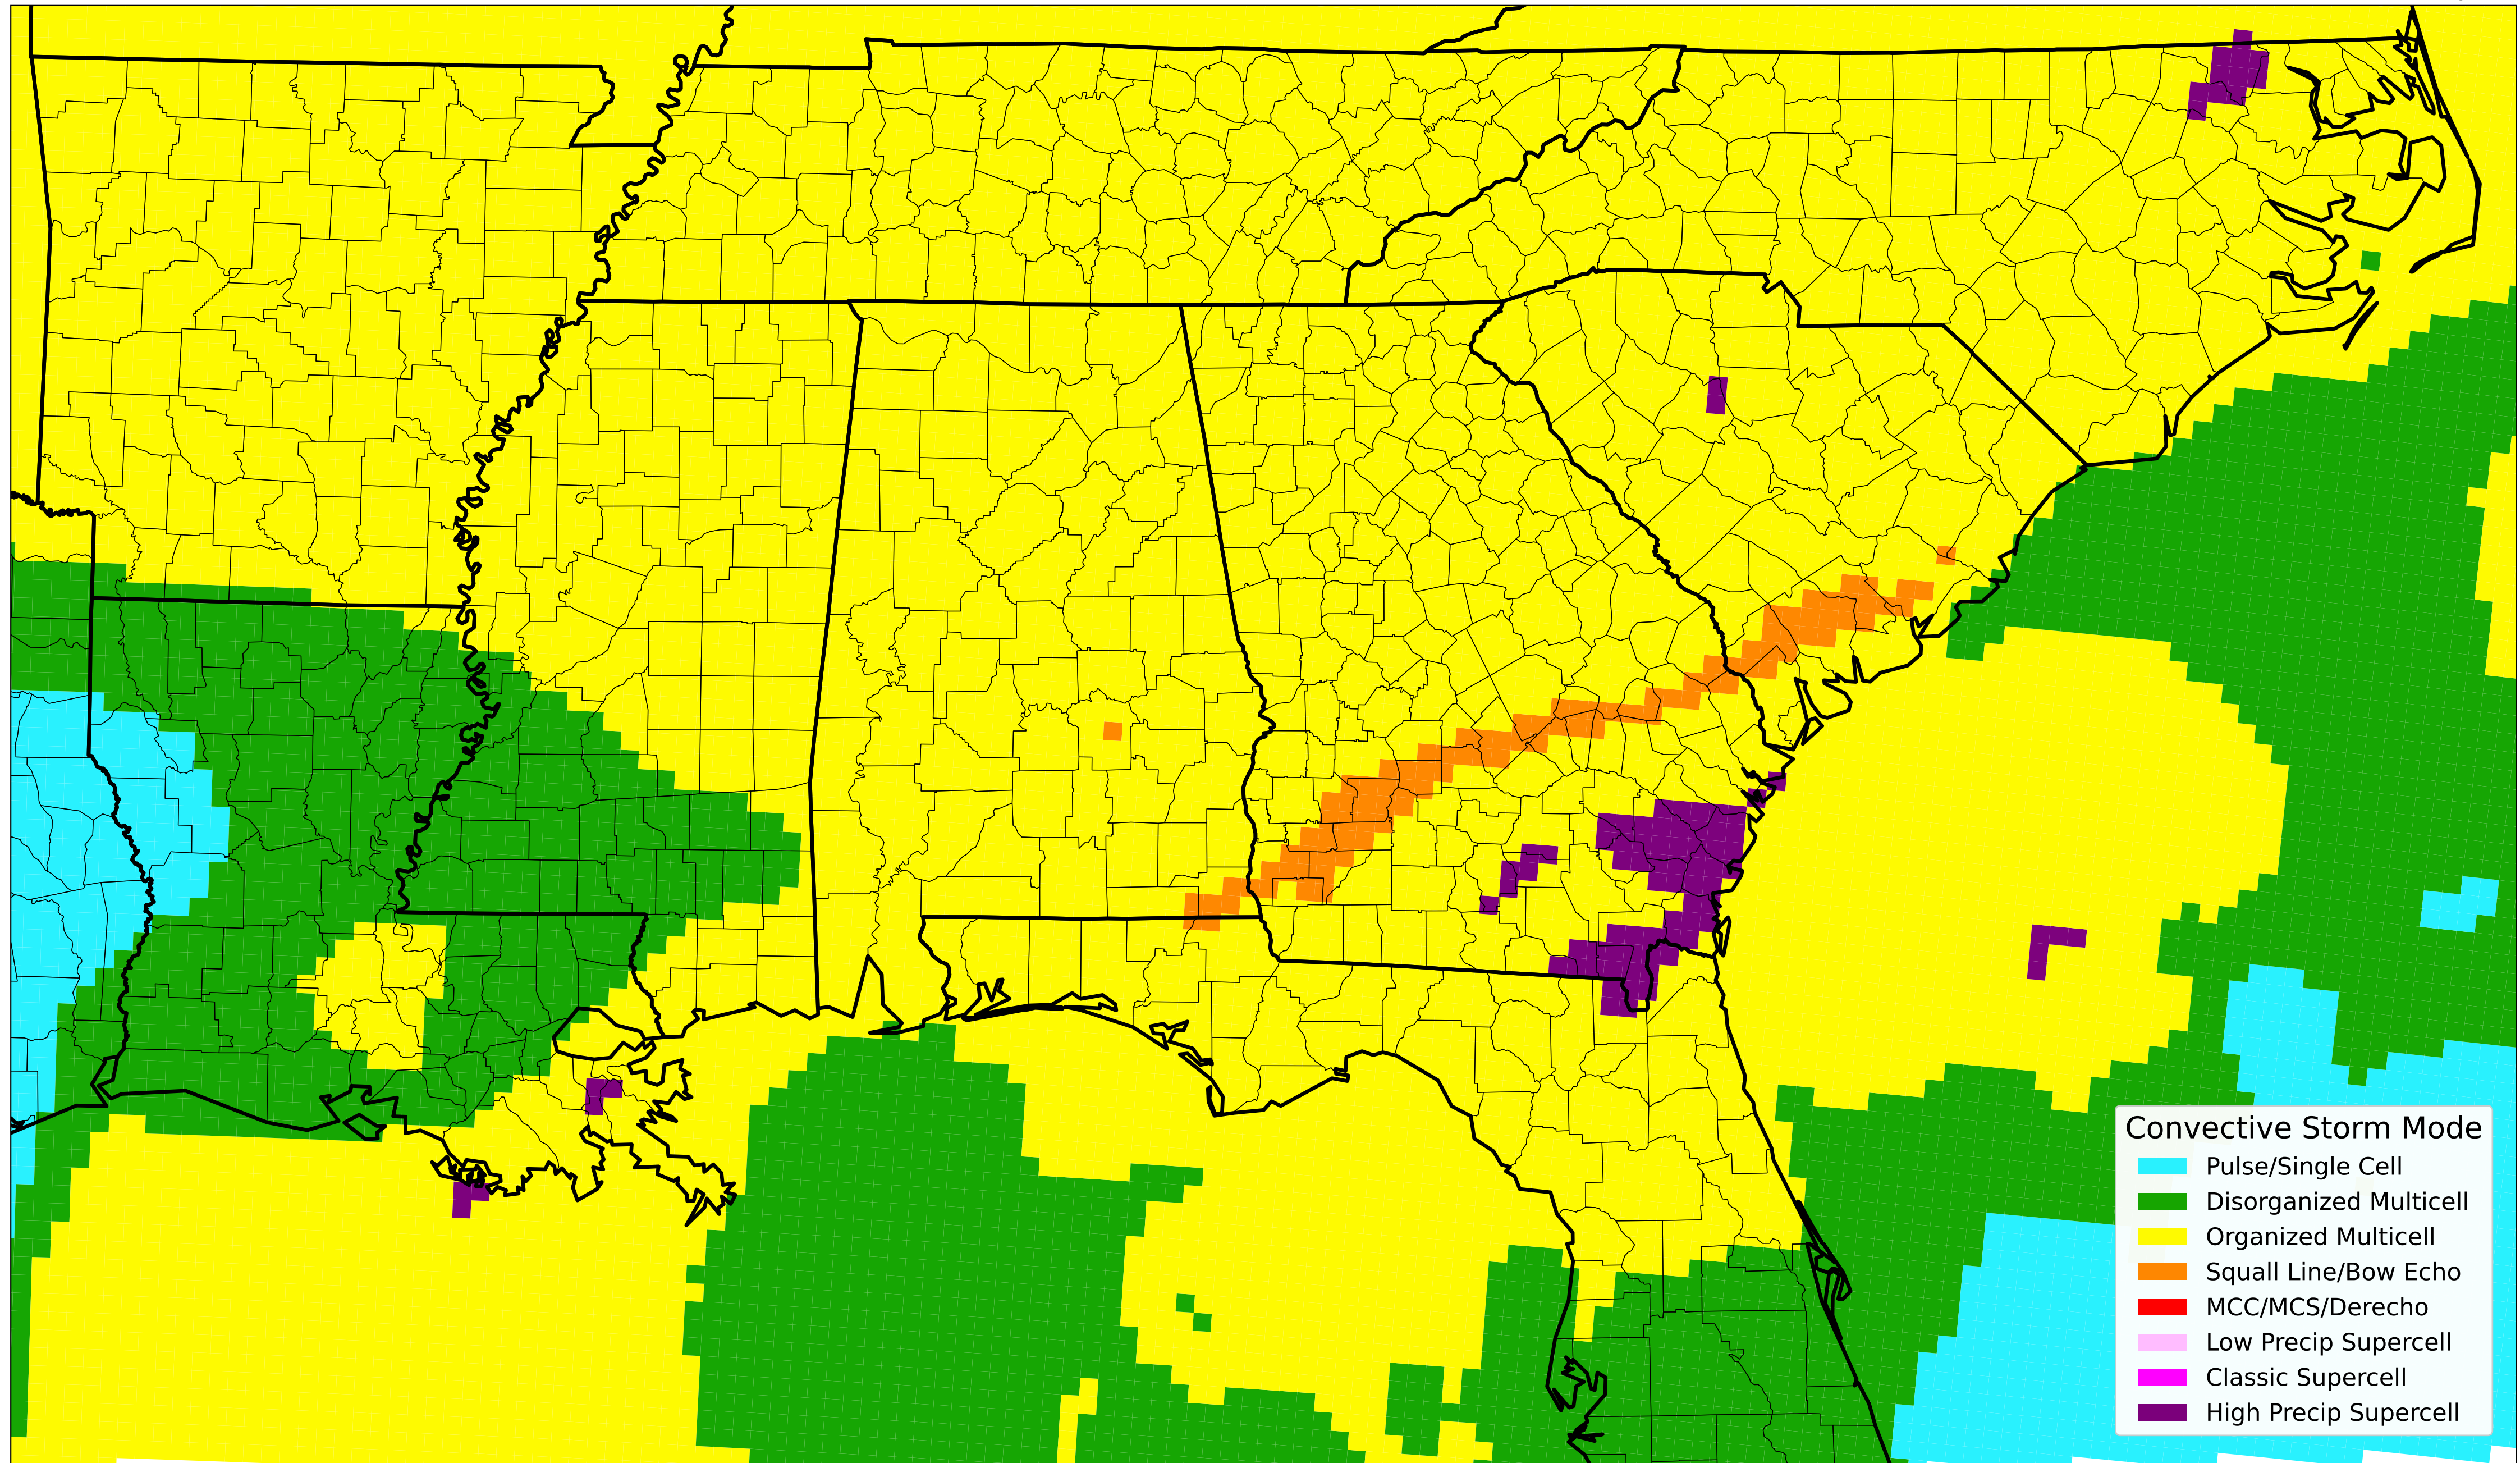 Convective Storm Mode
Pulse/Single Cell
Disorganized Multicell
Organized Multicell
Squall Line/Bow Echo
MCC/MCS/Derecho
Low Precip Supercell
Classic Supercell
High Precip Supercell